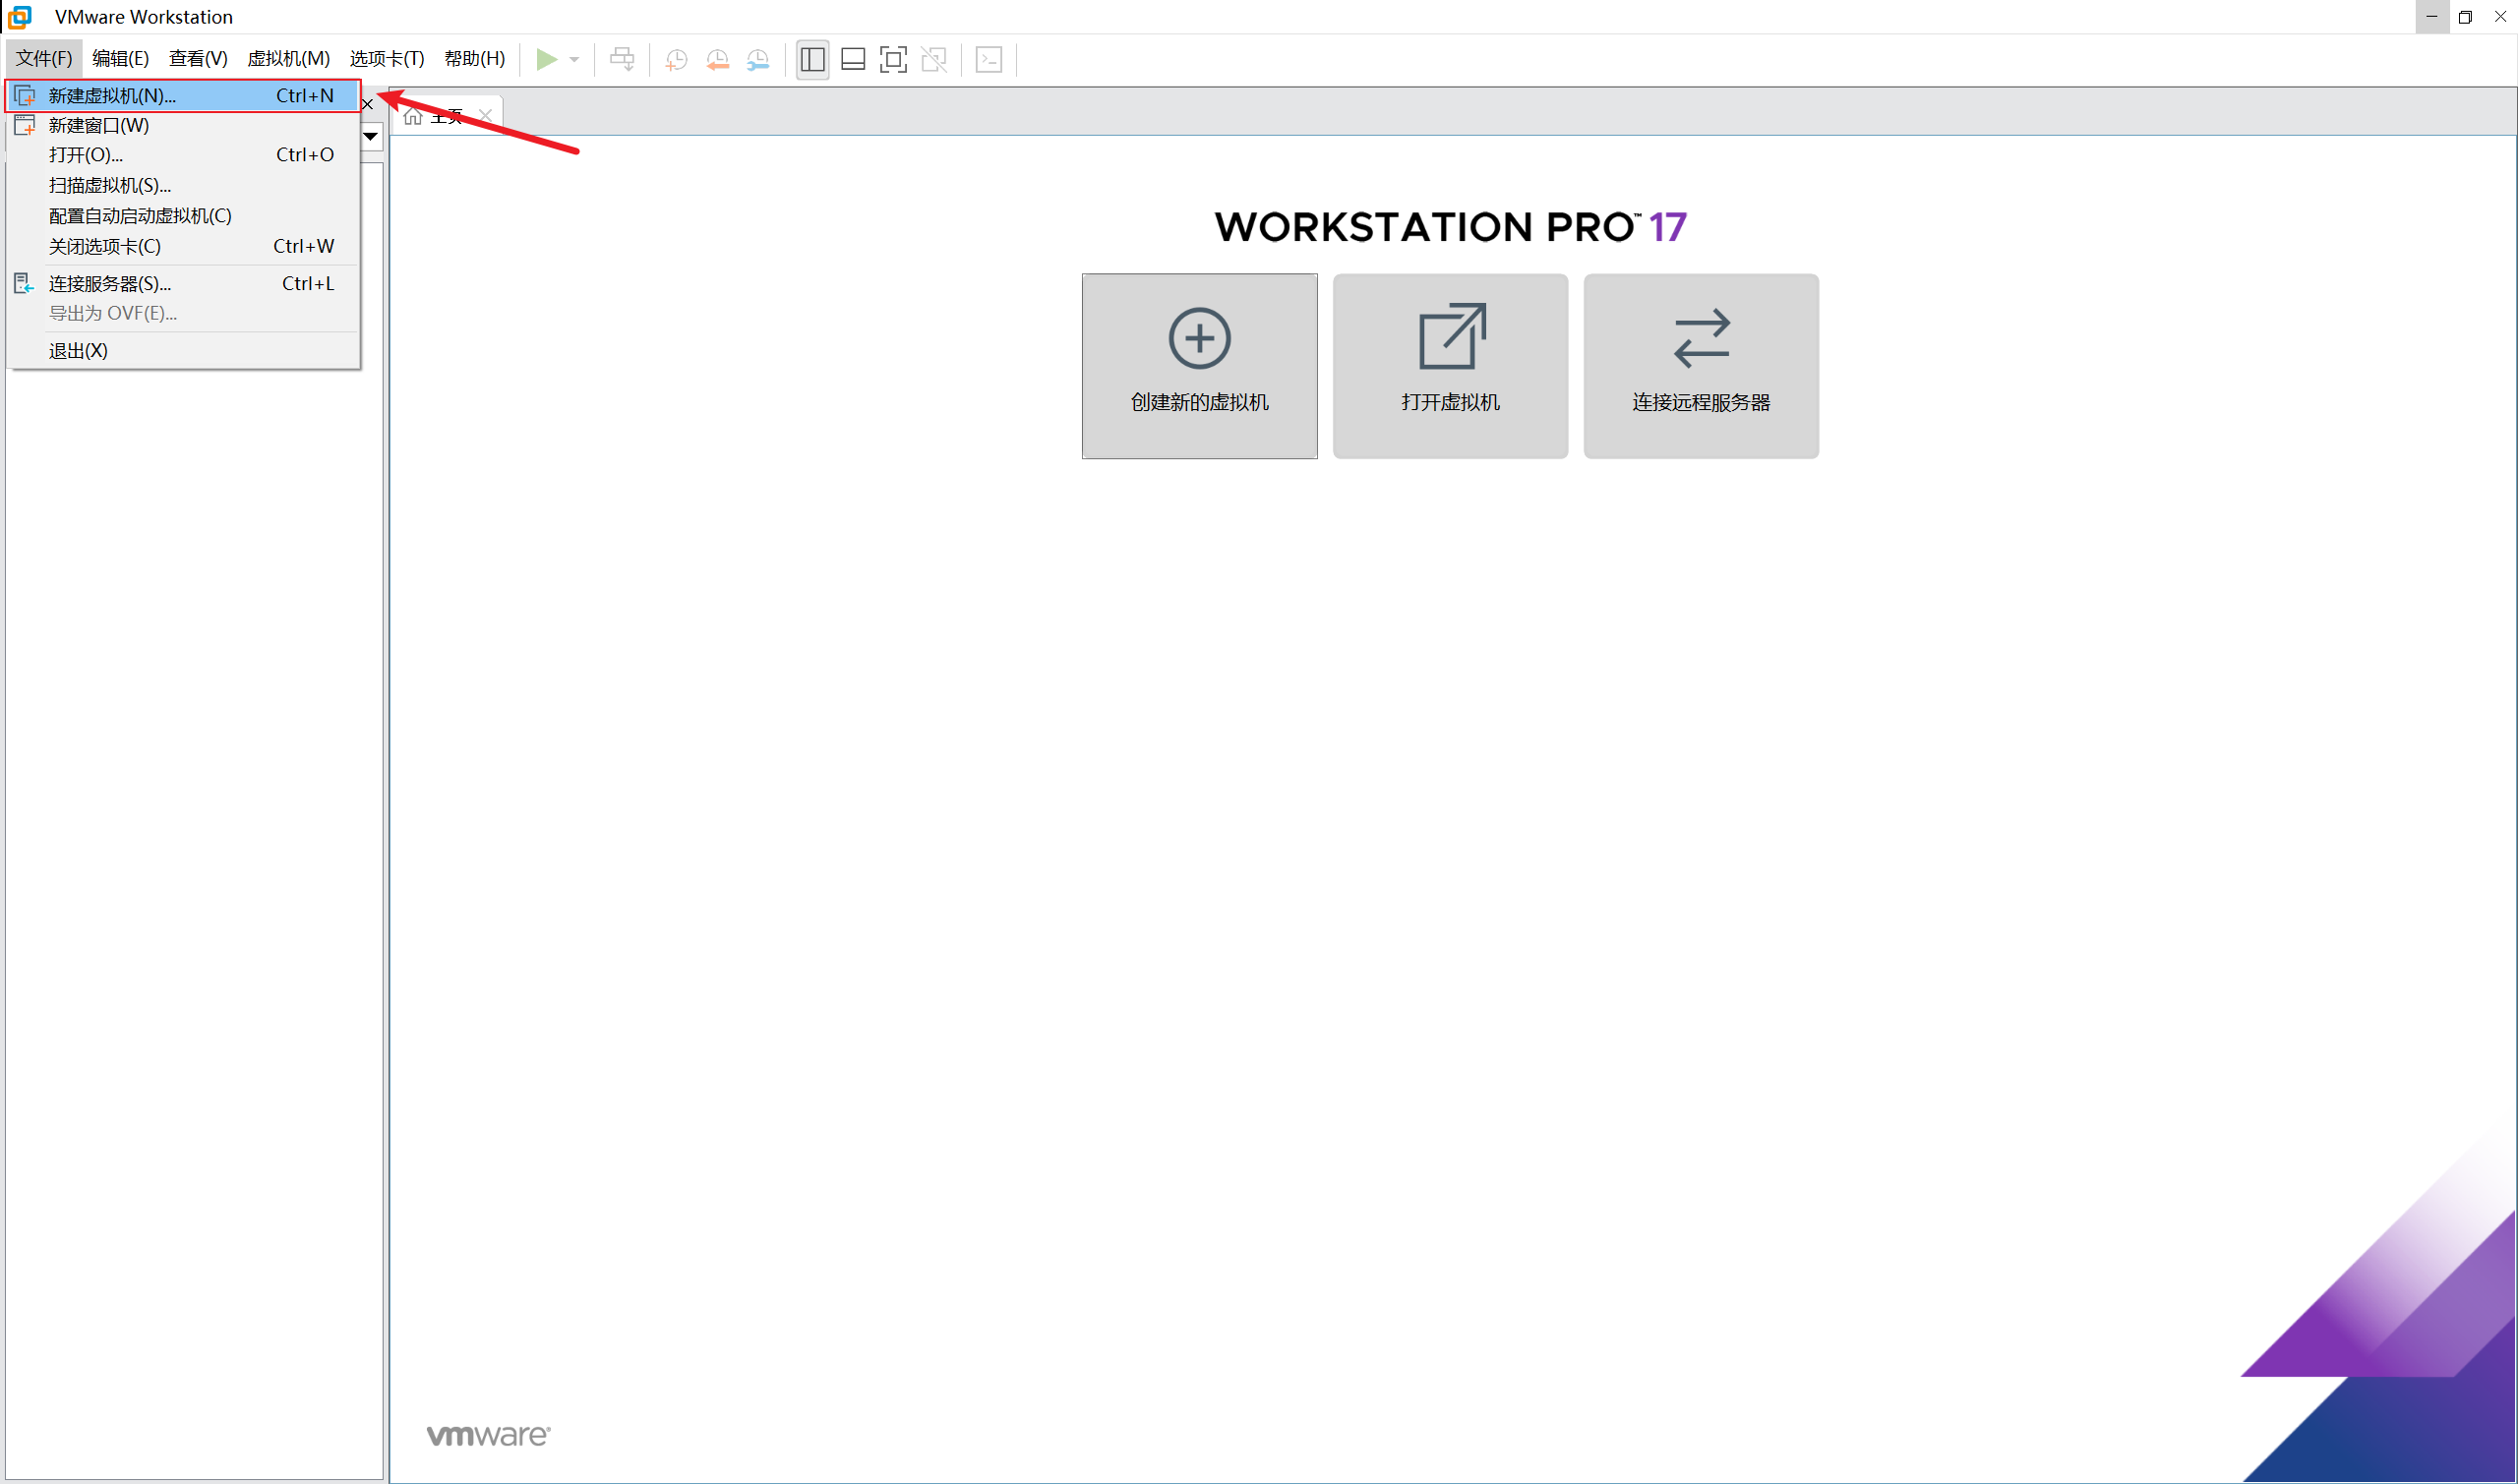 VMware Workstation
文件(F) 编辑(E) 查看(V) 虚拟机(M) 选项卡(T) 帮助(H)
新建虚拟机(N)... Ctrl+N
新建窗口(W)
打开(O)... Ctrl+O
扫描虚拟机(S)...
配置自动启动虚拟机(C)
关闭选项卡(C) Ctrl+W
连接服务器(S)... Ctrl+L
导出为 OVF(E)...
退出(X)
主页
WORKSTATION PRO™ 17
创建新的虚拟机 打开虚拟机 连接远程服务器
vmware®